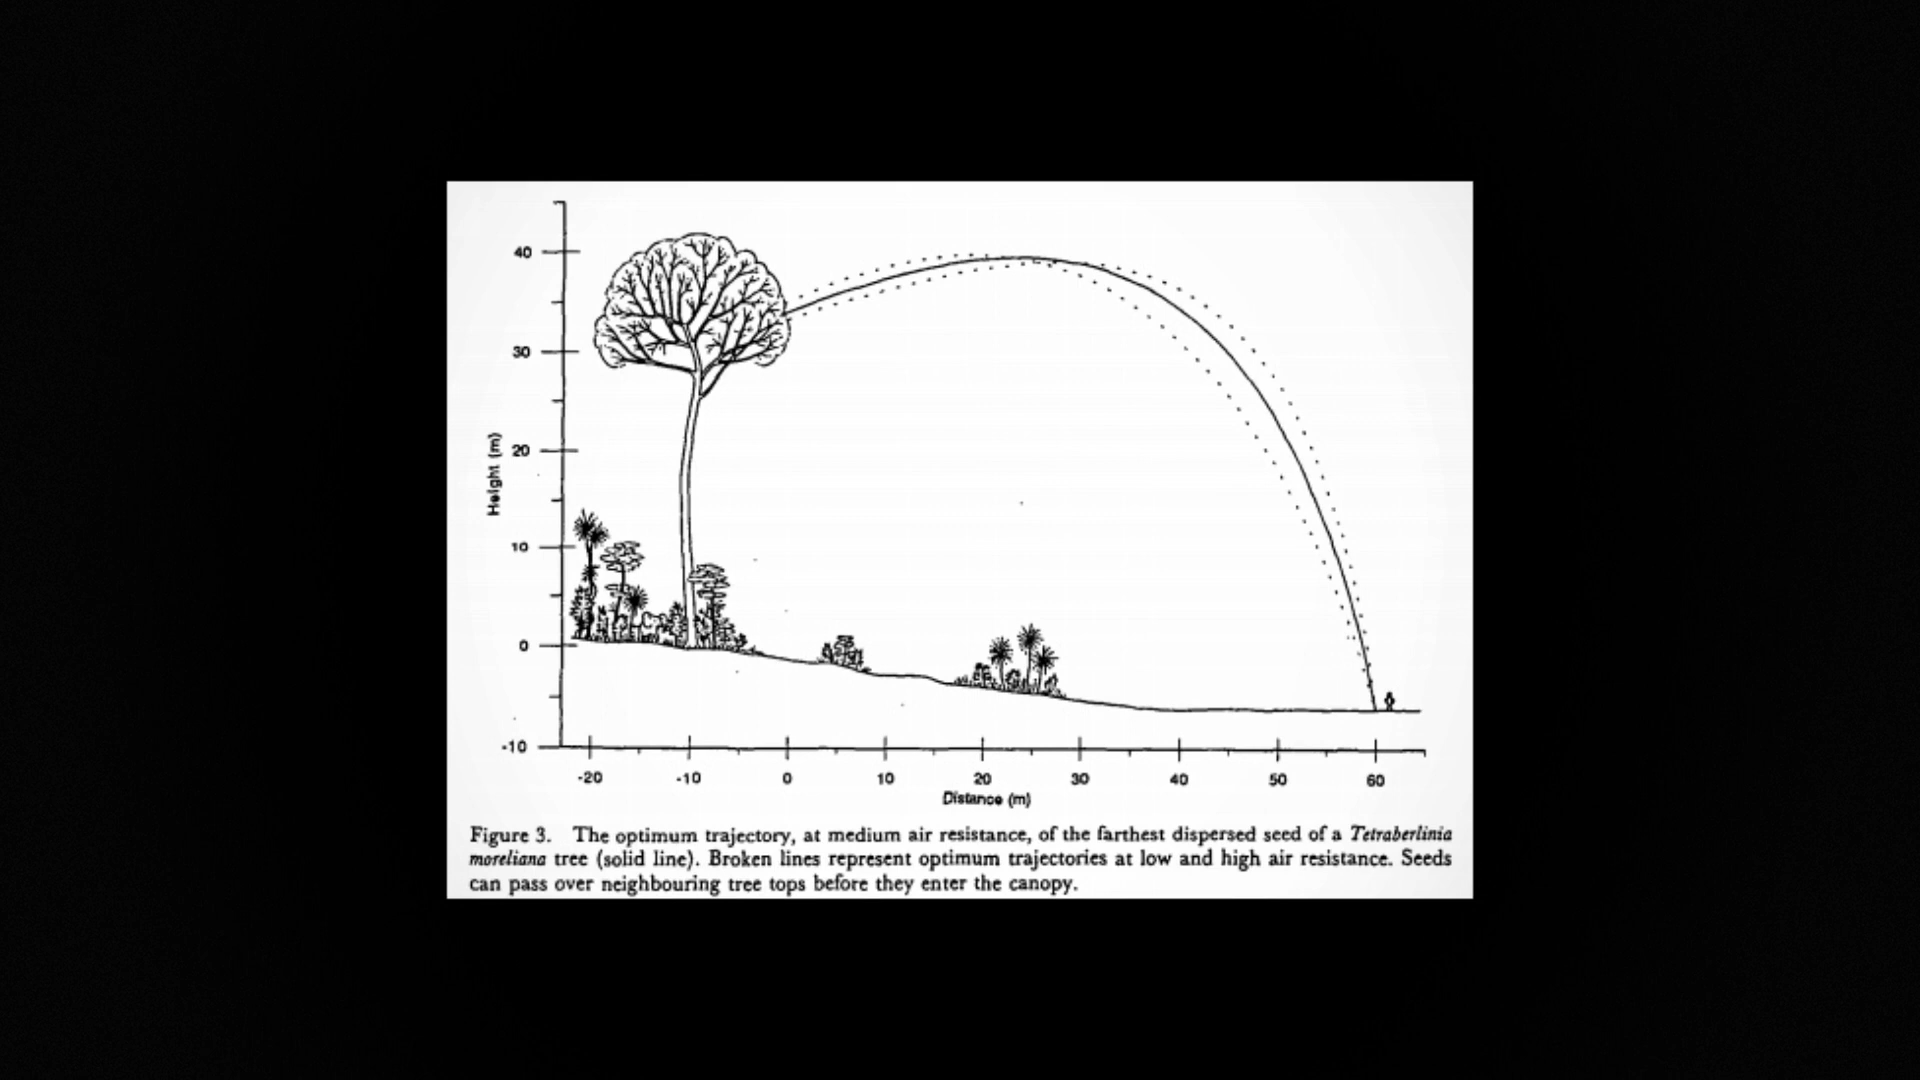 40
30
20
10
0
-10
Height (m)
-20 -10 0 10 20 30 40 50 60
Distance (m)
Figure 3. The optimum trajectory, at medium air resistance, of the farthest dispersed seed of a Tetraberlinia
moreliana tree (solid line). Broken lines represent optimum trajectories at low and high air resistance. Seeds
can pass over neighbouring tree tops before they enter the canopy.